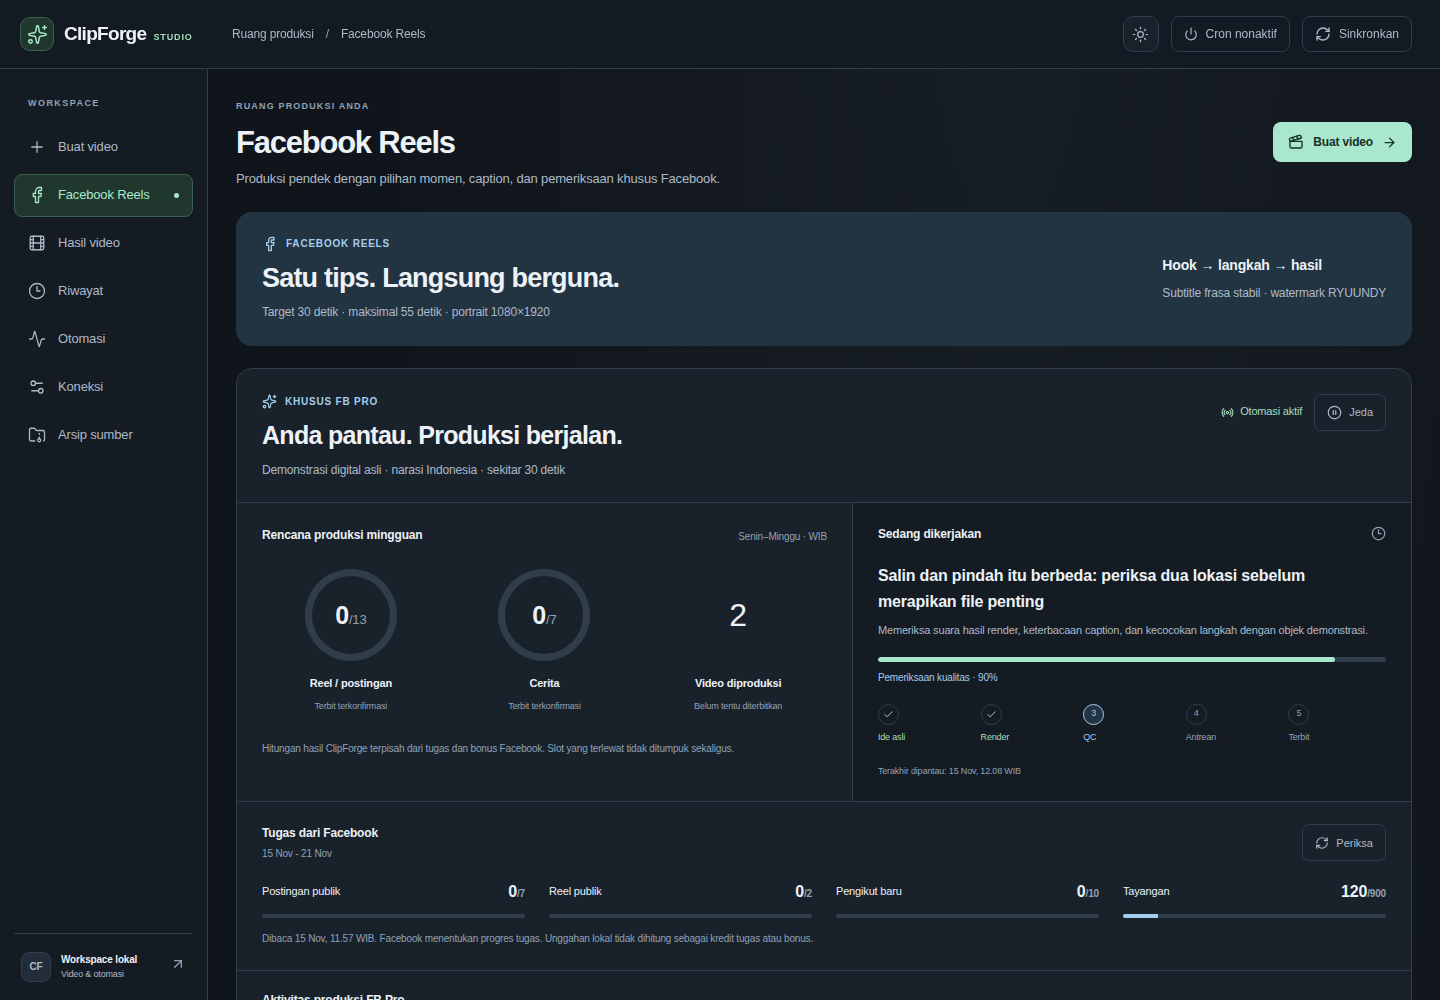 ClipForge STUDIO
Ruang produksi / Facebook Reels
Cron nonaktif
Sinkronkan
WORKSPACE
Buat video
Facebook Reels
Hasil video
Riwayat
Otomasi
Koneksi
Arsip sumber
CF
Workspace lokal
Video & otomasi
RUANG PRODUKSI ANDA
Facebook Reels
Produksi pendek dengan pilihan momen, caption, dan pemeriksaan khusus Facebook.
Buat video →
FACEBOOK REELS
Satu tips. Langsung berguna.
Target 30 detik · maksimal 55 detik · portrait 1080×1920
Hook → langkah → hasil
Subtitle frasa stabil · watermark RYUUNDY
KHUSUS FB PRO
Anda pantau. Produksi berjalan.
Demonstrasi digital asli · narasi Indonesia · sekitar 30 detik
Otomasi aktif
Jeda
Rencana produksi mingguan
Senin–Minggu · WIB
0/13
Reel / postingan
Terbit terkonfirmasi
0/7
Cerita
Terbit terkonfirmasi
2
Video diproduksi
Belum tentu diterbitkan
Hitungan hasil ClipForge terpisah dari tugas dan bonus Facebook. Slot yang terlewat tidak ditumpuk sekaligus.
Sedang dikerjakan
Salin dan pindah itu berbeda: periksa dua lokasi sebelum
merapikan file penting
Memeriksa suara hasil render, keterbacaan caption, dan kecocokan langkah dengan objek demonstrasi.
Pemeriksaan kualitas · 90%
Ide asli
Render
3
QC
4
Antrean
5
Terbit
Terakhir dipantau: 15 Nov, 12.08 WIB
Tugas dari Facebook
15 Nov - 21 Nov
Periksa
Postingan publik 0/7
Reel publik 0/2
Pengikut baru 0/10
Tayangan 120/900
Dibaca 15 Nov, 11.57 WIB. Facebook menentukan progres tugas. Unggahan lokal tidak dihitung sebagai kredit tugas atau bonus.
Aktivitas produksi FB Pro